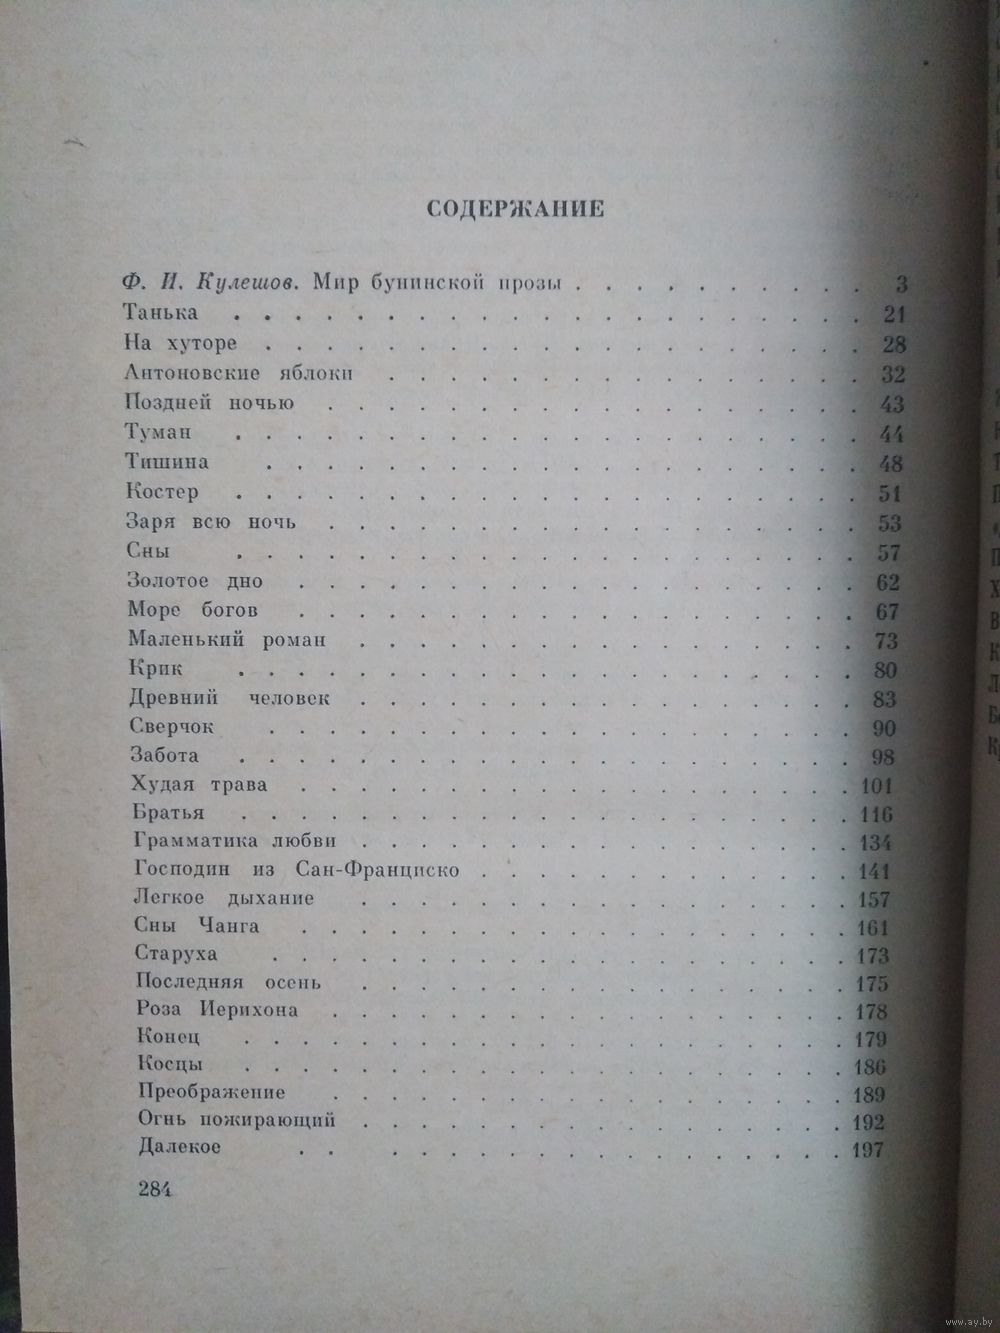 СОДЕРЖАНИЕ
Ф. И. Кулешов. Мир бунинской прозы . . . . . . . . . . 3
Танька . . . . . . . . . . . . . . . . . . . . . 21
На хуторе . . . . . . . . . . . . . . . . . . . . 28
Антоновские яблоки . . . . . . . . . . . . . . . . 32
Поздней ночью . . . . . . . . . . . . . . . . . . 43
Туман . . . . . . . . . . . . . . . . . . . . . 44
Тишина . . . . . . . . . . . . . . . . . . . . 48
Костер . . . . . . . . . . . . . . . . . . . . . 51
Заря всю ночь . . . . . . . . . . . . . . . . . . 53
Сны . . . . . . . . . . . . . . . . . . . . . 57
Золотое дно . . . . . . . . . . . . . . . . . . . 62
Море богов . . . . . . . . . . . . . . . . . . . 67
Маленький роман . . . . . . . . . . . . . . . . . 73
Крик . . . . . . . . . . . . . . . . . . . . . 80
Древний человек . . . . . . . . . . . . . . . . . 83
Сверчок . . . . . . . . . . . . . . . . . . . . 90
Забота . . . . . . . . . . . . . . . . . . . . . 98
Худая трава . . . . . . . . . . . . . . . . . . . 101
Братья . . . . . . . . . . . . . . . . . . . . . 116
Грамматика любви . . . . . . . . . . . . . . . . . 134
Господин из Сан-Франциско . . . . . . . . . . . . . 141
Легкое дыхание . . . . . . . . . . . . . . . . . 157
Сны Чанга . . . . . . . . . . . . . . . . . . . 161
Старуха . . . . . . . . . . . . . . . . . . . . 173
Последняя осень . . . . . . . . . . . . . . . . . 175
Роза Иерихона . . . . . . . . . . . . . . . . . . 178
Конец . . . . . . . . . . . . . . . . . . . . . 179
Косцы . . . . . . . . . . . . . . . . . . . . . 186
Преображение . . . . . . . . . . . . . . . . . . 189
Огнь пожирающий . . . . . . . . . . . . . . . . . 192
Далекое . . . . . . . . . . . . . . . . . . 197
284
www.ay.by